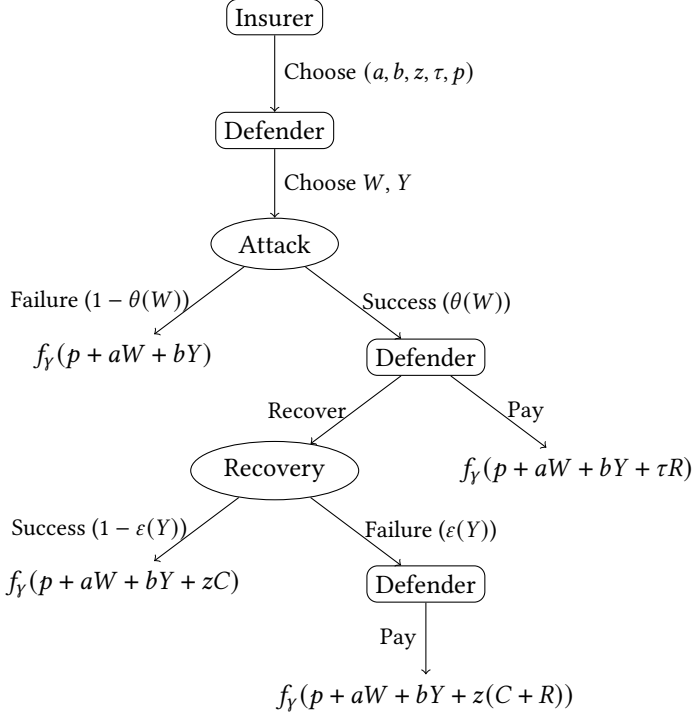 Insurer
Choose (a, b, z, τ, p)
Defender
Choose W, Y
Attack
Failure (1 − θ(W))
Success (θ(W))
f_γ(p + aW + bY)
Defender
Recover
Pay
Recovery
f_γ(p + aW + bY + τR)
Success (1 − ε(Y))
Failure (ε(Y))
f_γ(p + aW + bY + zC)
Defender
Pay
f_γ(p + aW + bY + z(C + R))